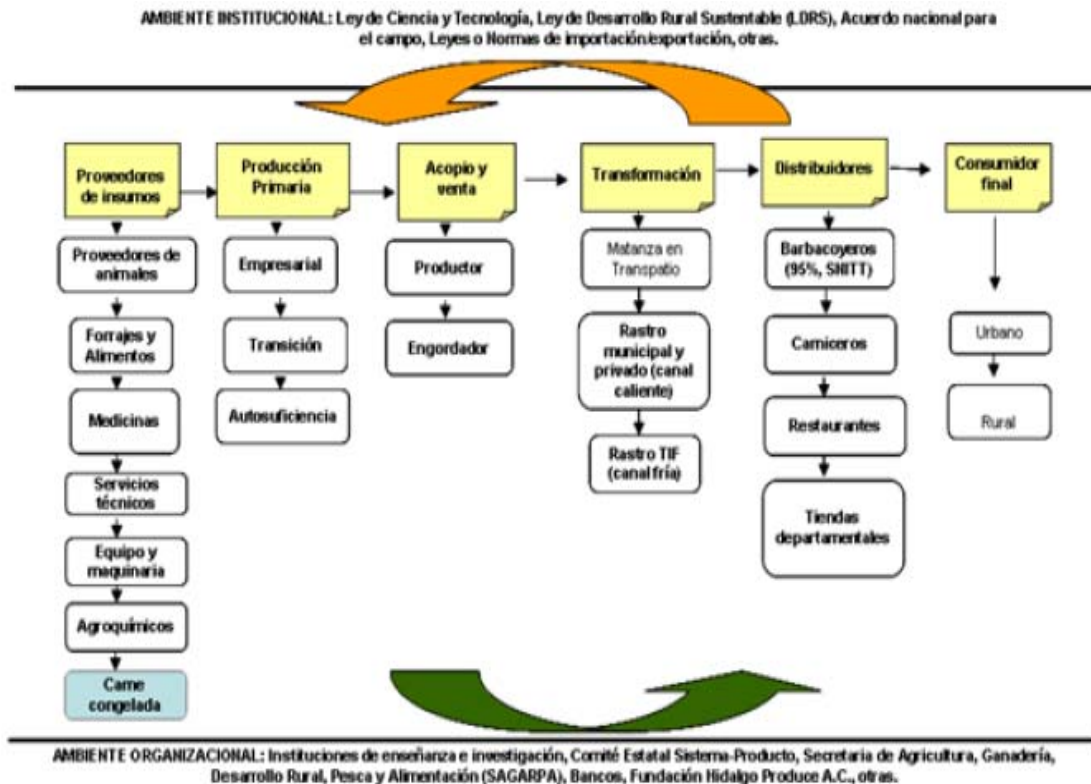 AMBIENTE INSTITUCIONAL: Ley de Ciencia y Tecnología, Ley de Desarrollo Rural Sustentable (LDRS), Acuerdo nacional para
el campo, Leyes o Normas de importación/exportación, otras.
Proveedores
de insumos
Proveedores de
animales
Forrajes y
Alimentos
Medicinas
Servicios
técnicos
Equipo y
maquinaria
Agroquímicos
Carne
congelada
Producción
Primaria
Empresarial
Transición
Autosuficiencia
Acopio y
venta
Productor
Engordador
Transformación
Matanza en
Transpatio
Rastro
municipal y
privado (canal
caliente)
Rastro TIF
(canal fría)
Distribuidores
Barbacoyeros
(95%, SNITT)
Carniceros
Restaurantes
Tiendas
departamentales
Consumidor
final
Urbano
Rural
AMBIENTE ORGANIZACIONAL: Instituciones de enseñanza e investigación, Comité Estatal Sistema-Producto, Secretaria de Agricultura, Ganadería,
Desarrollo Rural, Pesca y Alimentación (SAGARPA), Bancos, Fundación Hidalgo Produce A.C., otras.